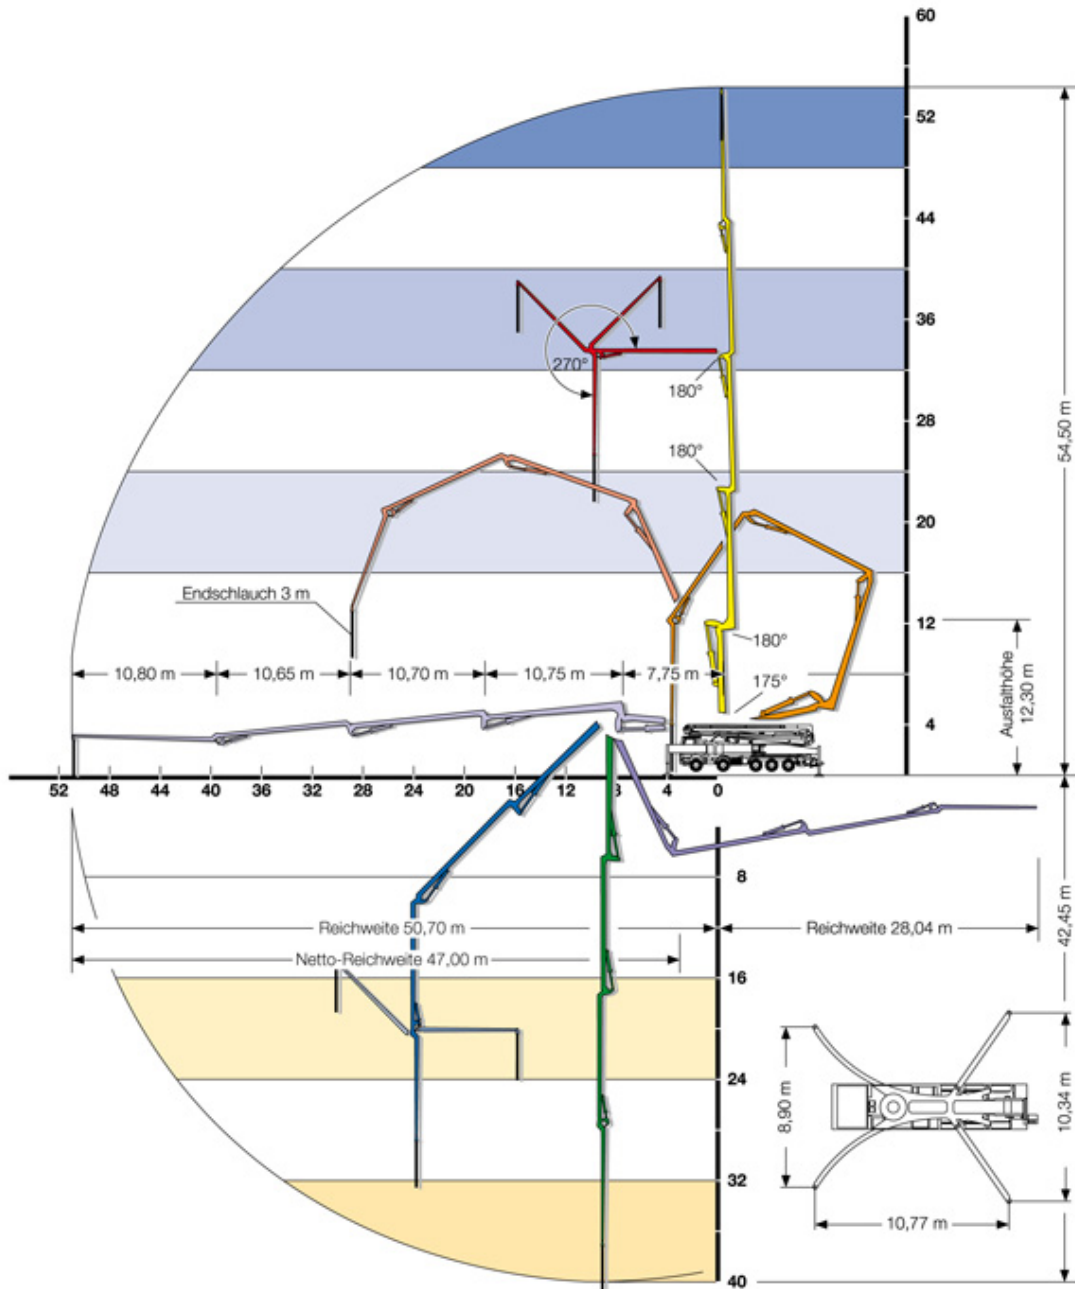 60
52
44
36
28
20
12
4
54,50 m
270°
180°
180°
180°
175°
Endschlauch 3 m
10,80 m
10,65 m
10,70 m
10,75 m
7,75 m
Ausfalthöhe
12,30 m
52 48 44 40 36 32 28 24 20 16 12 8 4 0
8
16
24
32
40
Reichweite 50,70 m
Reichweite 28,04 m
Netto-Reichweite 47,00 m
42,45 m
8,90 m
10,34 m
10,77 m